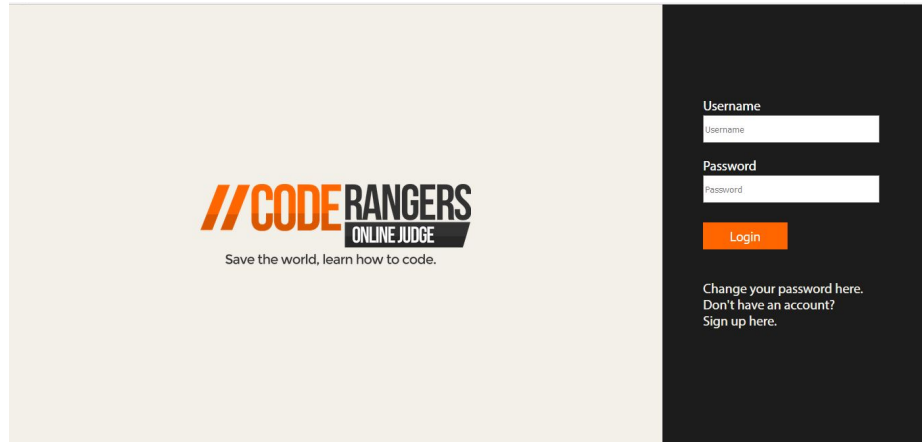 //CODE RANGERS
ONLINE JUDGE
Save the world, learn how to code.
Username
Username
Password
Password
Login
Change your password here.
Don't have an account?
Sign up here.